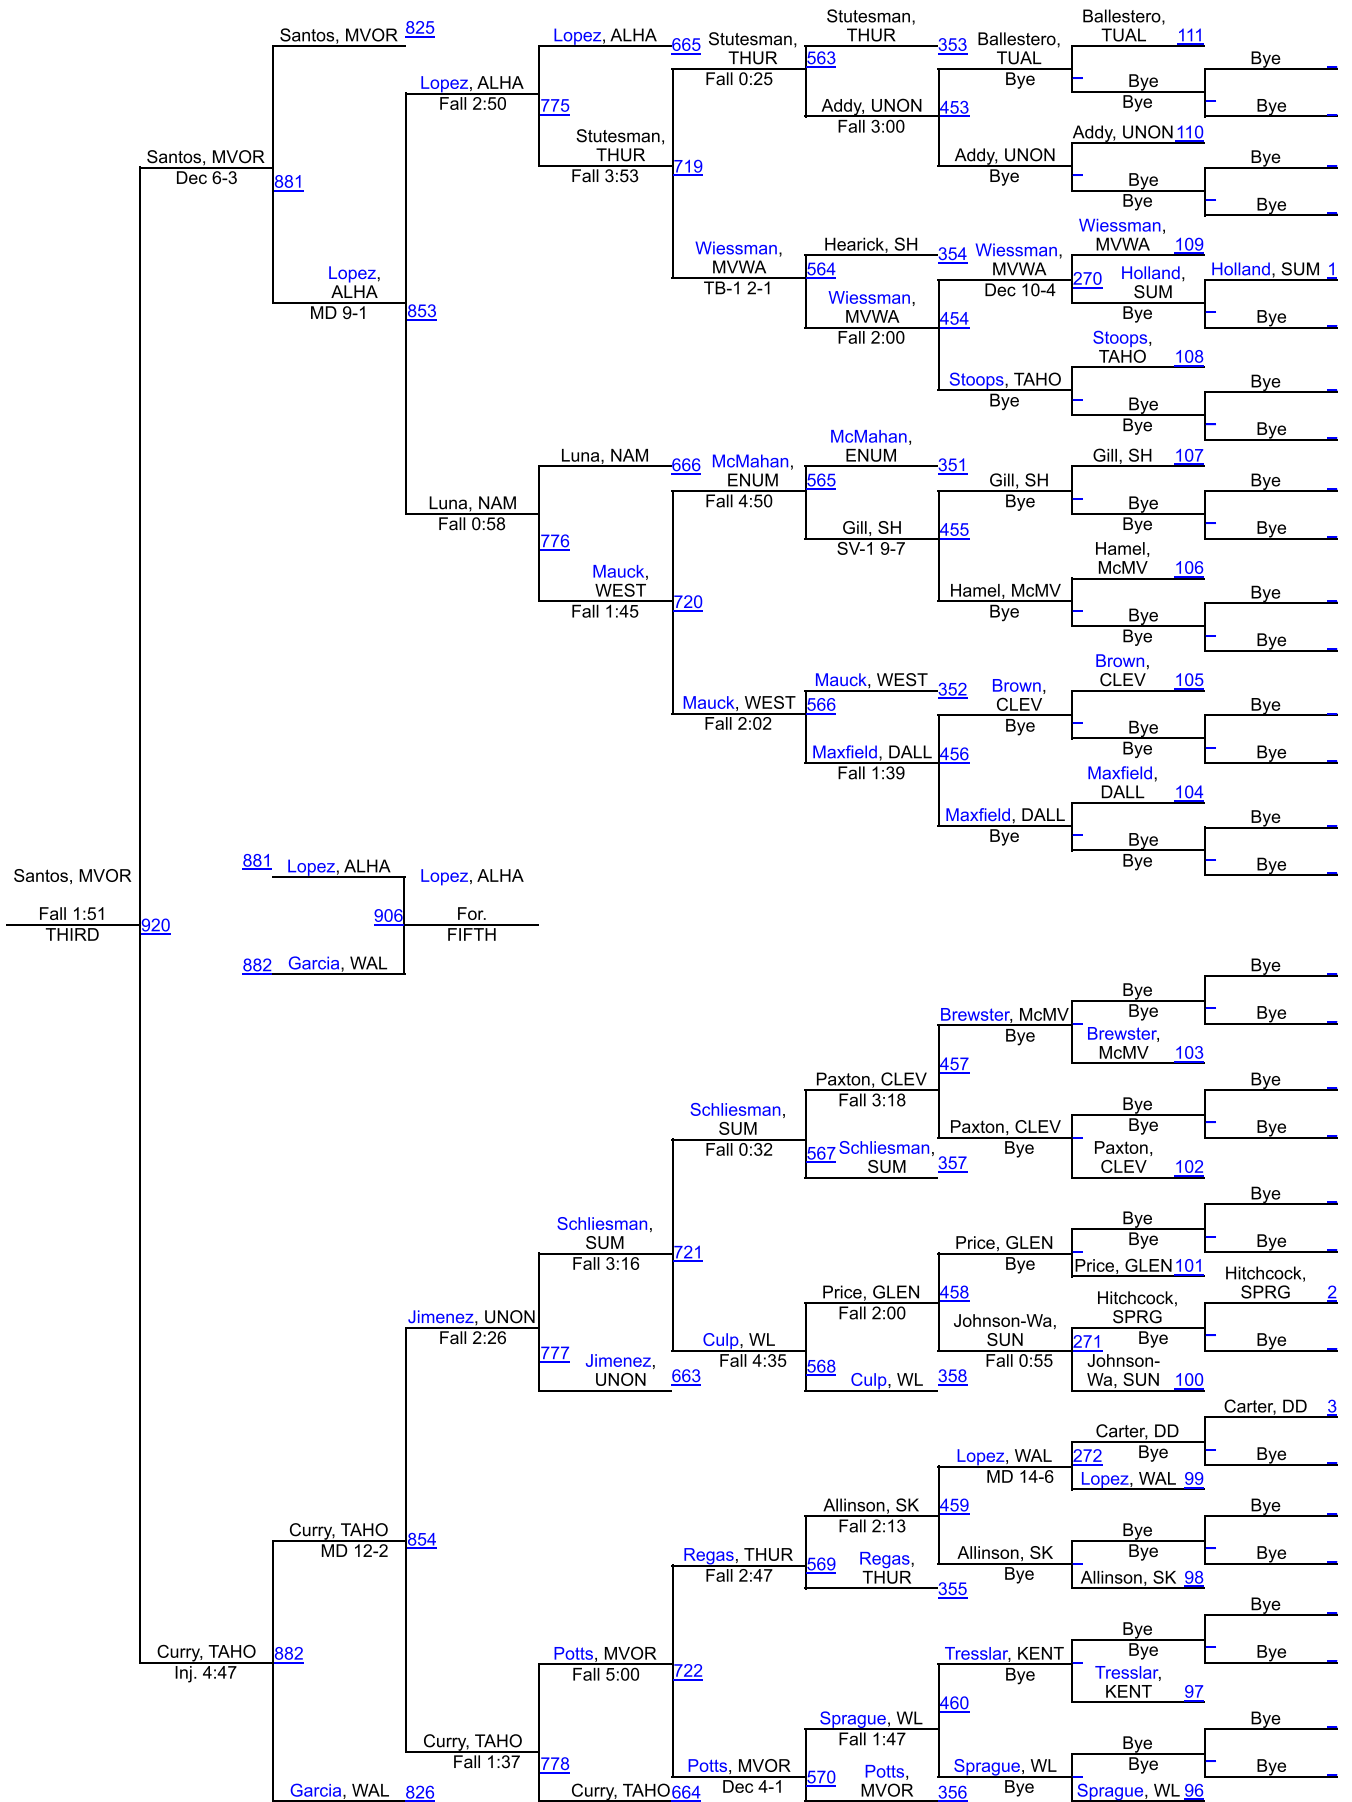 Santos, MVOR 825
Lopez, ALHA 665
Stutesman,
THUR
Fall 0:25
Stutesman,
THUR 353
563
Ballestero,
TUAL
Bye
Ballestero,
TUAL 111
Bye
Bye
Bye
Bye
Lopez, ALHA
Fall 2:50
775
Addy, UNON
Fall 3:00
453
Addy, UNON 110
Stutesman,
THUR
Fall 3:53
719
Addy, UNON
Bye
Bye
Bye
Bye
Bye
Santos, MVOR
Dec 6-3
881
Wiessman,
MVWA
TB-1 2-1
Hearick, SH 354
564
Wiessman,
MVWA
Dec 10-4
Wiessman,
MVWA 109
270
Holland,
SUM
Bye
Holland, SUM 1
Bye
Lopez,
ALHA
MD 9-1
853
Wiessman,
MVWA
Fall 2:00
454
Stoops,
TAHO 108
Stoops, TAHO
Bye
Bye
Bye
Bye
Bye
Luna, NAM 666
McMahan,
ENUM
Fall 4:50
McMahan,
ENUM 351
565
Gill, SH
Bye
Gill, SH 107
Bye
Bye
Bye
Bye
Luna, NAM
Fall 0:58
776
Gill, SH
SV-1 9-7
455
Hamel,
McMV 106
Mauck,
WEST
Fall 1:45
720
Hamel, McMV
Bye
Bye
Bye
Bye
Bye
Mauck, WEST
Fall 2:02
Mauck, WEST 352
566
Brown,
CLEV
Bye
Brown,
CLEV 105
Bye
Bye
Bye
Bye
Maxfield, DALL
Fall 1:39
456
Maxfield,
DALL 104
Maxfield, DALL
Bye
Bye
Bye
Bye
Bye
Santos, MVOR
Fall 1:51
THIRD
920
881 Lopez, ALHA
Lopez, ALHA
906 For.
FIFTH
882 Garcia, WAL
Bye
Bye
Bye
Bye
Brewster, McMV
Bye
Brewster,
McMV 103
457
Paxton, CLEV
Fall 3:18
Bye
Bye
Bye
Bye
Schliesman,
SUM
Fall 0:32
567
Schliesman,
SUM 357
Paxton, CLEV
Bye
Paxton,
CLEV 102
Schliesman,
SUM
Fall 3:16
721
Bye
Bye
Bye
Bye
Price, GLEN
Bye
Price, GLEN 101
Price, GLEN
Fall 2:00
458
Hitchcock,
SPRG
Bye
Hitchcock,
SPRG 2
Bye
Jimenez, UNON
Fall 2:26
777
Jimenez,
UNON 663
Culp, WL
Fall 4:35
568
Culp, WL 358
Johnson-Wa,
SUN
Fall 0:55
271
Johnson-
Wa, SUN 100
Carter, DD 3
Bye
Carter, DD
Bye
Lopez, WAL
MD 14-6
272
Lopez, WAL 99
Allinson, SK
Fall 2:13
459
Curry, TAHO
MD 12-2
854
Regas, THUR
Fall 2:47
569
Regas,
THUR 355
Allinson, SK
Bye
Bye
Bye
Bye
Bye
Allinson, SK 98
Curry, TAHO
Inj. 4:47
882
Potts, MVOR
Fall 5:00
722
Tresslar, KENT
Bye
Bye
Bye
Bye
Bye
Tresslar,
KENT 97
460
Sprague, WL
Fall 1:47
Curry, TAHO
Fall 1:37
778
Potts, MVOR
Dec 4-1
570
Potts,
MVOR 356
Sprague, WL
Bye
Bye
Bye
Bye
Bye
Sprague, WL 96
Garcia, WAL 826
Curry, TAHO 664